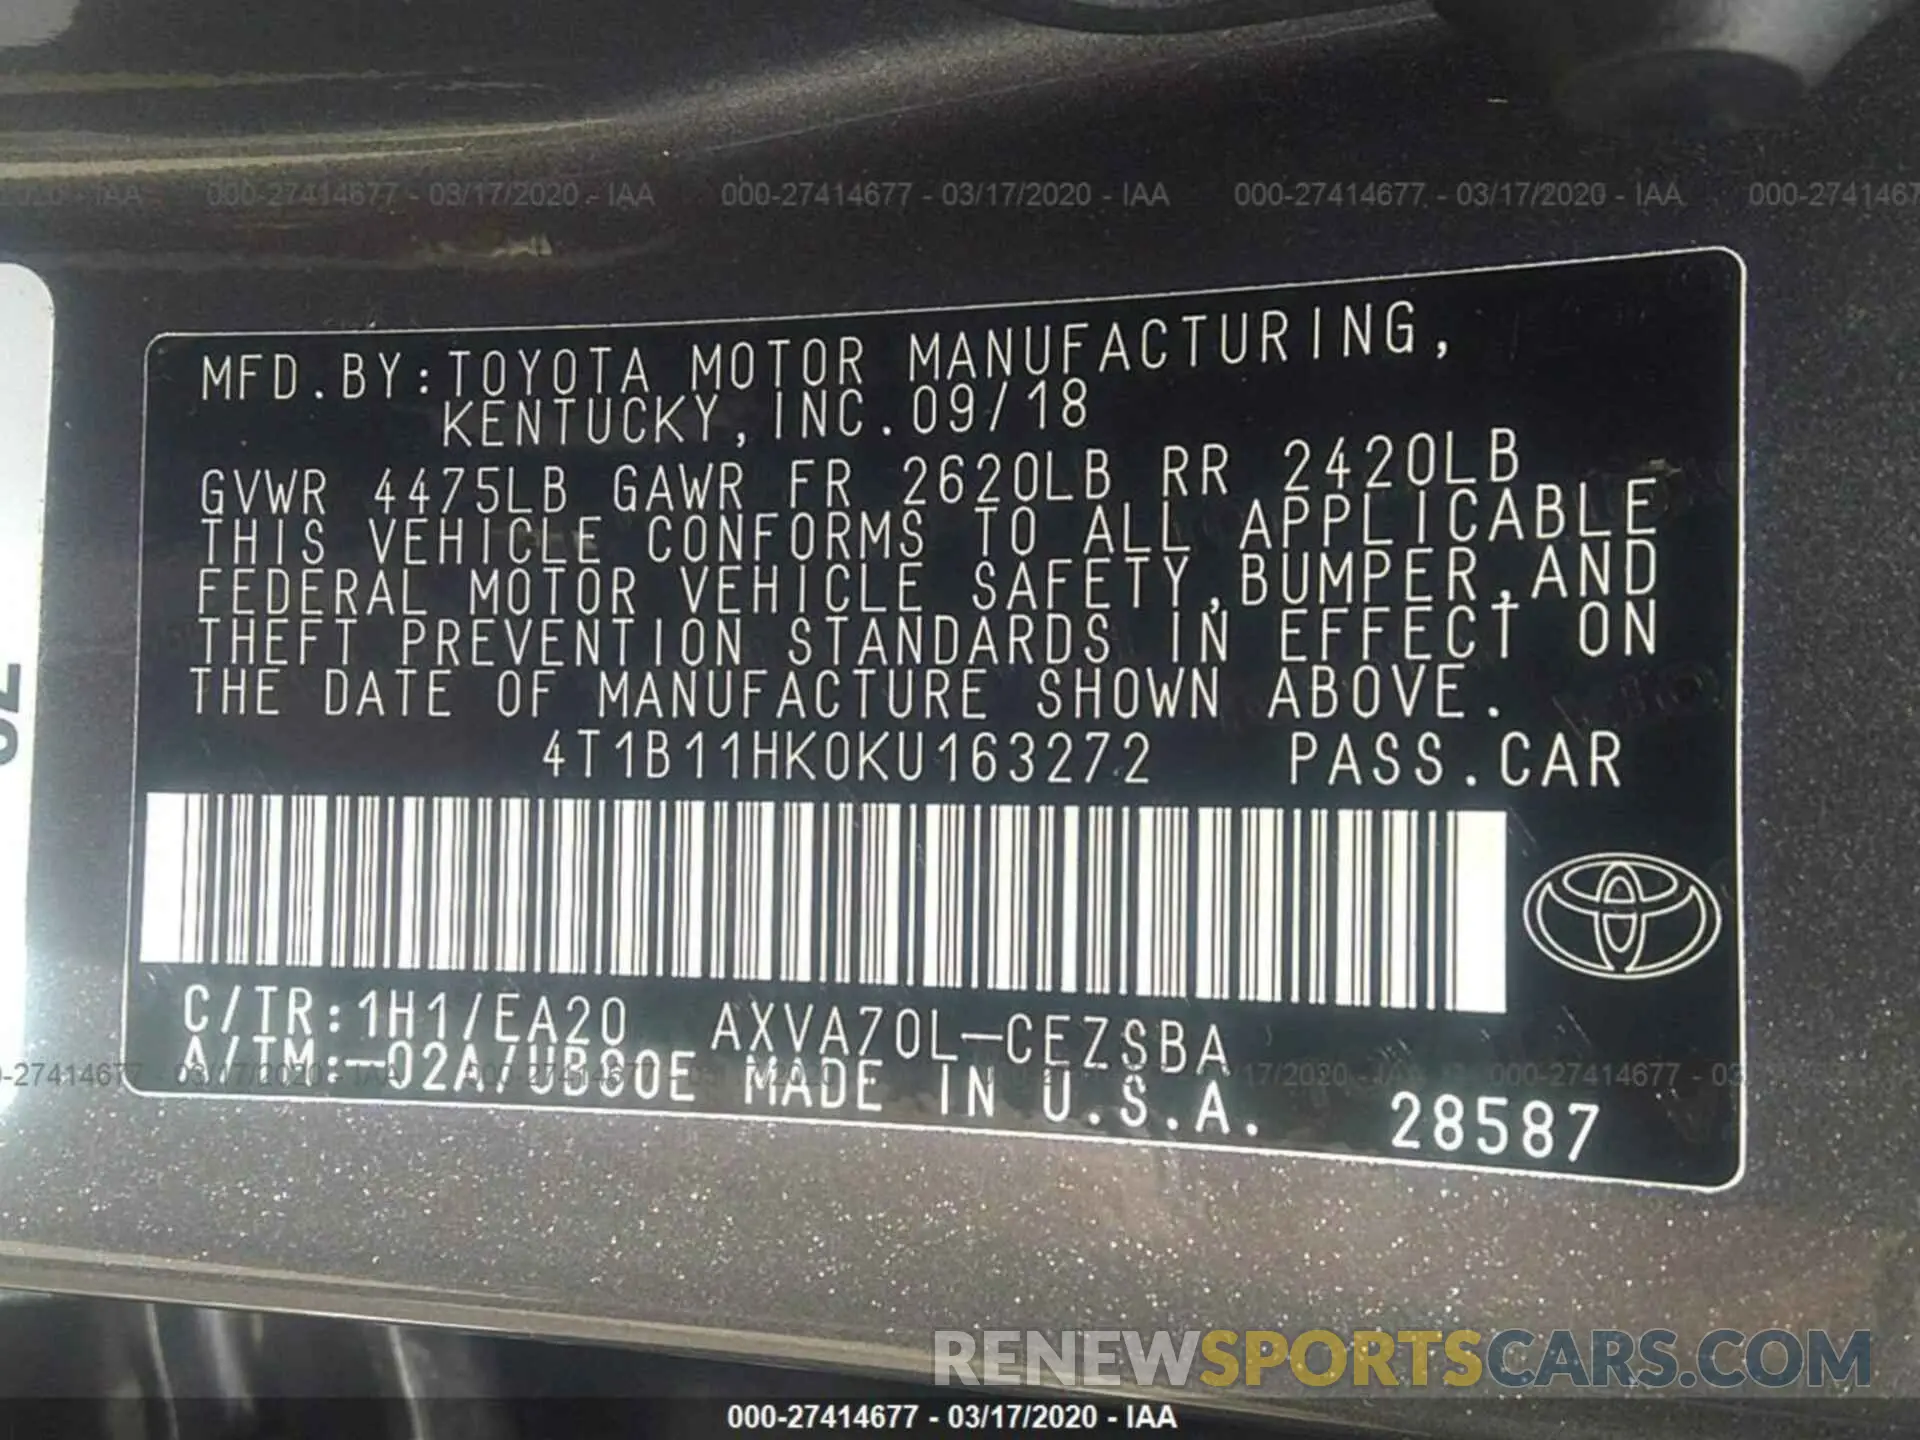 000-27414677 - 03/17/2020 - IAA 000-27414677 - 03/17/2020 - IAA 000-27414677 - 03/17/2020 - IAA
MFD.BY:TOYOTA MOTOR MANUFACTURING,
KENTUCKY,INC.09/18
GVWR 4475LB GAWR FR 2620LB RR 2420LB
THIS VEHICLE CONFORMS TO ALL APPLICABLE
FEDERAL MOTOR VEHICLE SAFETY,BUMPER,AND
THEFT PREVENTION STANDARDS IN EFFECT ON
THE DATE OF MANUFACTURE SHOWN ABOVE.
4T1B11HK0KU163272 PASS.CAR
C/TR:1H1/EA20 AXVA70L-CEZSBA
A/TM:-02A/UB80E MADE IN U.S.A. 28587
RENEWSPORTSCARS.COM
000-27414677 - 03/17/2020 - IAA